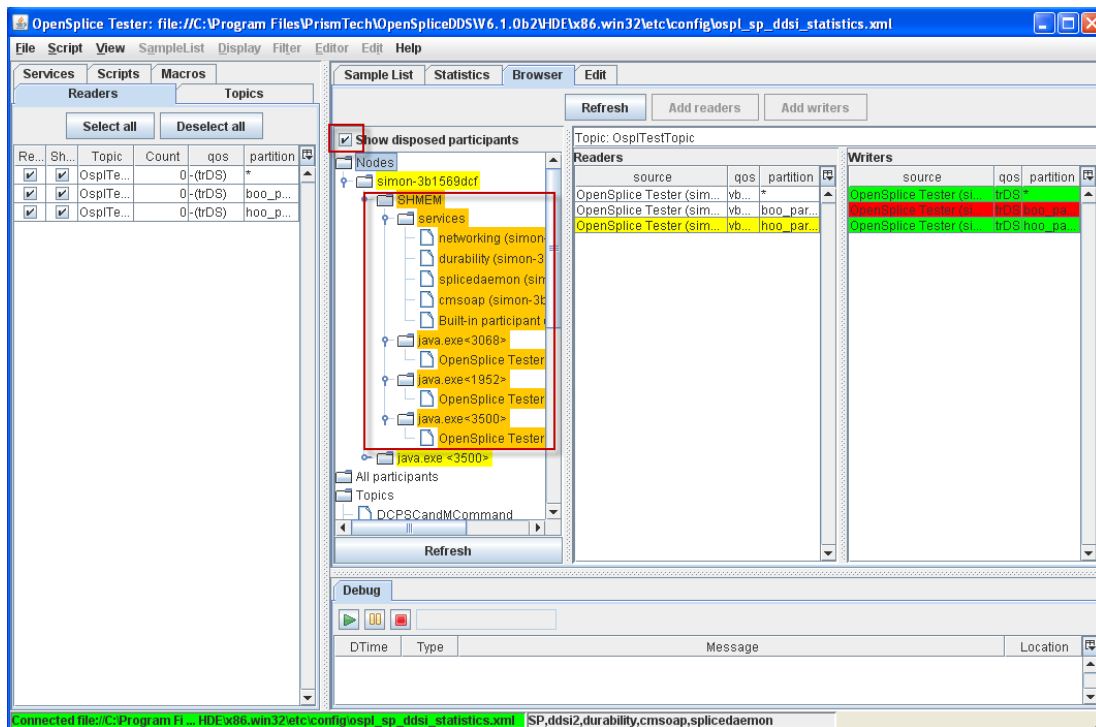 OpenSplice Tester: file://C:\Program Files\PrismTech\OpenSpliceDDS\V6.1.0b2\HDE\x86.win32\etc\config\ospl_sp_ddsi_statistics.xml
File Script View SampleList Display Filter Editor Edit Help
Services Scripts Macros
Readers Topics
Select all Deselect all
Re... Sh... Topic Count qos partition
OsplTe... 0 -(trDS) *
OsplTe... 0 -(trDS) boo_p...
OsplTe... 0 -(trDS) hoo_p...
Sample List Statistics Browser Edit
Refresh Add readers Add writers
Show disposed participants
Nodes
simon-3b1569dcf
SHMEM
services
networking (simon-
durability (simon-3
splicedaemon (sim
cmsoap (simon-3b
Built-in participant
java.exe<3068>
OpenSplice Tester
java.exe<1952>
OpenSplice Tester
java.exe<3500>
OpenSplice Tester
java.exe <3500>
All participants
Topics
DCPSCandMCommand
Refresh
Topic: OsplTestTopic
Readers
source qos partition
OpenSplice Tester (sim... vb... *
OpenSplice Tester (sim... vb... boo_par...
OpenSplice Tester (sim... vb... hoo_par...
Writers
source qos partition
OpenSplice Tester (si... trDS *
OpenSplice Tester (si... trDS boo_pa...
OpenSplice Tester (si... trDS hoo_pa...
Debug
DTime Type Message Location
Connected file://C:\Program Fi ... HDE\x86.win32\etc\config\ospl_sp_ddsi_statistics.xml SP,ddsi2,durability,cmsoap,splicedaemon